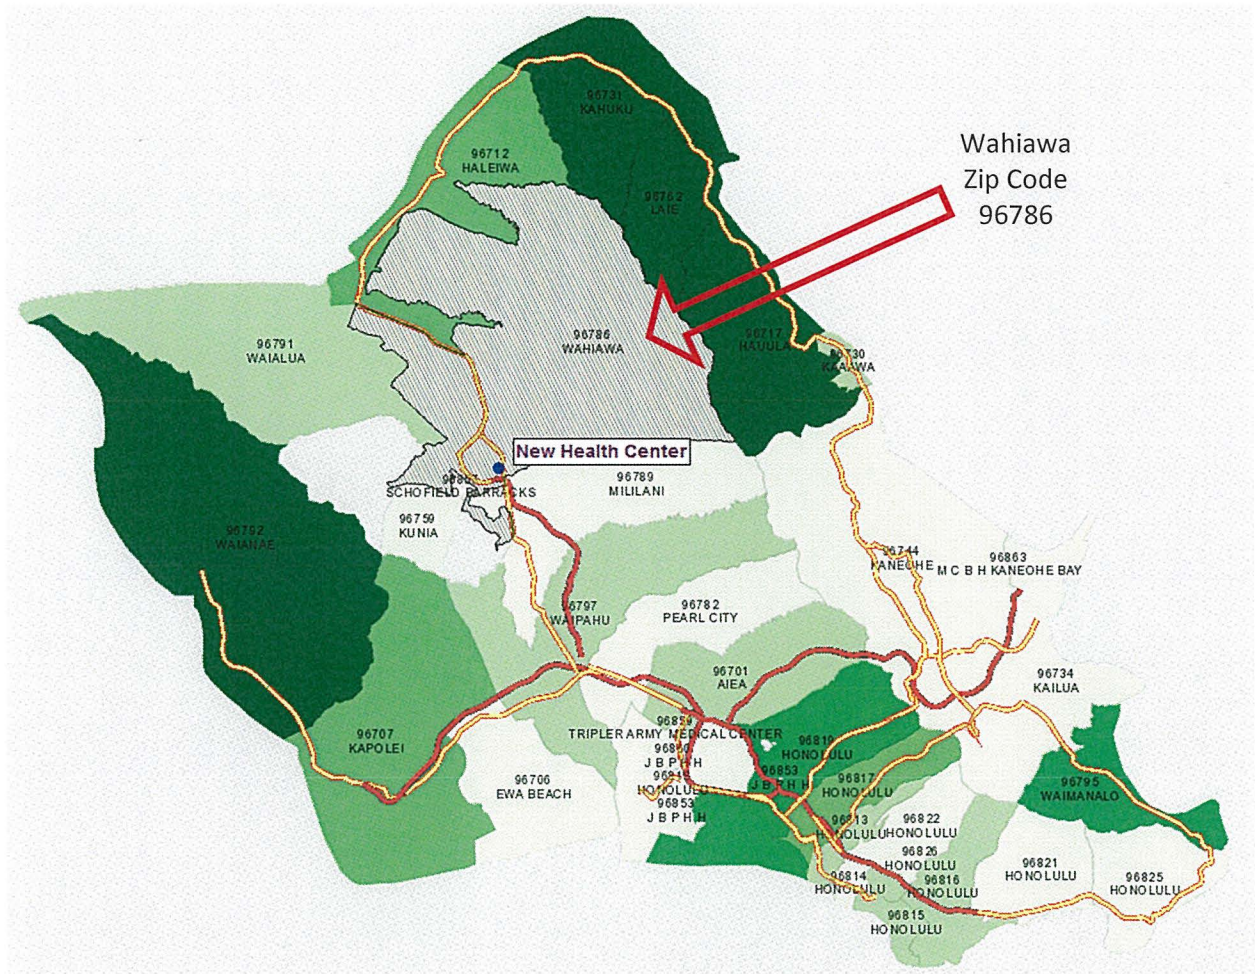 96731
KAHUKU
Wahiawa
Zip Code
96786
96712
HALEIWA
96762
LAIE
96786
WAHIAWA
96717
HAUULA
96730
KAAAWA
96791
WAIALUA
New Health Center
96857
SCHOFIELD BARRACKS
96789
MILILANI
96759
KUNIA
96792
WAIANAE
96744
KANEOHE
96863
M C B H KANEOHE BAY
96797
WAIPAHU
96782
PEARL CITY
96701
AIEA
96734
KAILUA
96707
KAPOLEI
96859
TRIPLER ARMY MEDICAL CENTER
96860
J B P H H
96819
HONOLULU
96706
EWA BEACH
HONOLULU
96853
J B P H H
96853
J B P H H
96817
HONOLULU
96795
WAIMANALO
96813
HONOLULU
96822
HONOLULU
96826
HONOLULU
96814
HONOLULU
96816
HONOLULU
96821
HONOLULU
96825
HONOLULU
96815
HONOLULU